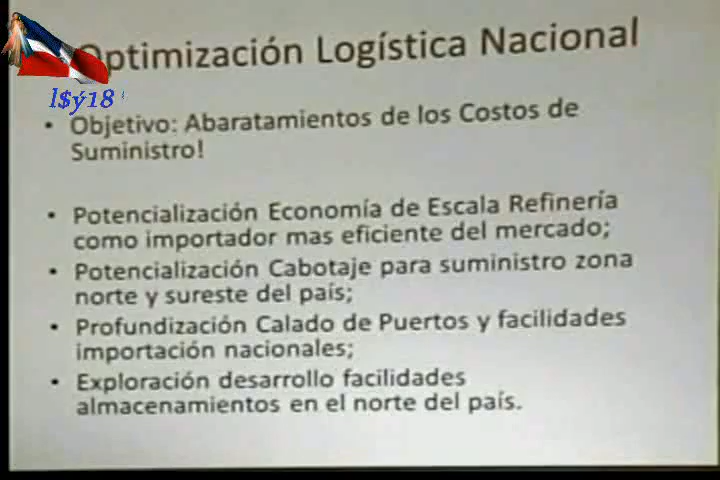 Optimización Logística Nacional
l$ý18
• Objetivo: Abaratamientos de los Costos de
Suministro!
• Potencialización Economía de Escala Refinería
como importador mas eficiente del mercado;
• Potencialización Cabotaje para suministro zona
norte y sureste del país;
• Profundización Calado de Puertos y facilidades
importación nacionales;
• Exploración desarrollo facilidades
almacenamientos en el norte del país.